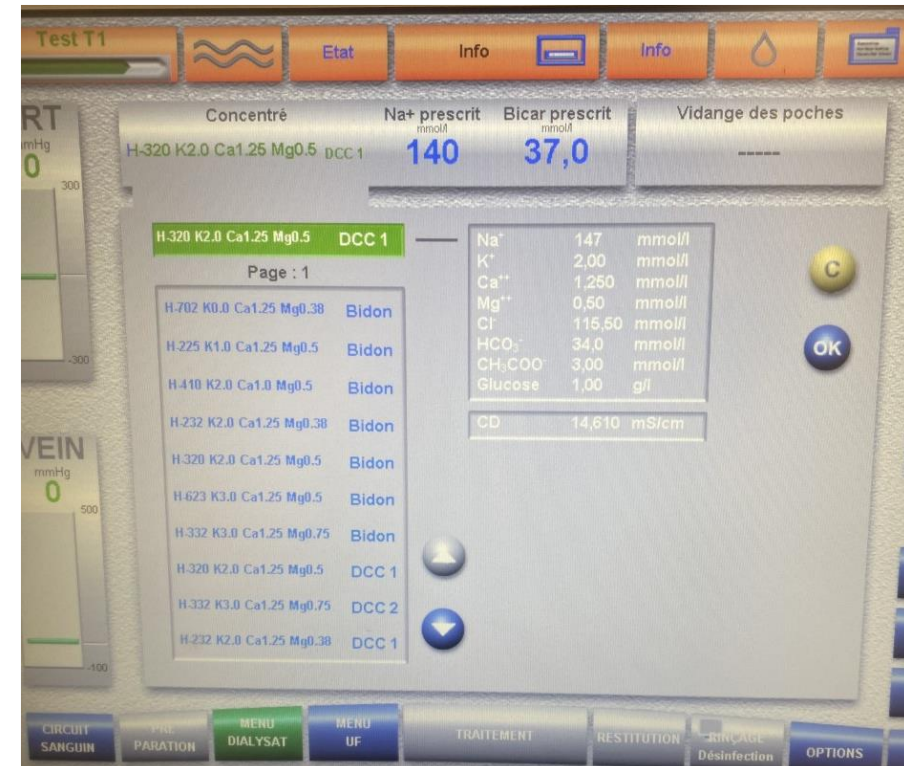 Test T1
Etat
Info
Info
RT
mmHg
0
300
-300
Concentré
H-320 K2.0 Ca1.25 Mg0.5 DCC 1
Na+ prescrit
mmol/l
140
Bicar prescrit
mmol/l
37,0
Vidange des poches
-----
H-320 K2.0 Ca1.25 Mg0.5 DCC 1
Page : 1
H-702 K0.0 Ca1.25 Mg0.38 Bidon
H-225 K1.0 Ca1.25 Mg0.5 Bidon
H-410 K2.0 Ca1.0 Mg0.5 Bidon
H-232 K2.0 Ca1.25 Mg0.38 Bidon
H-320 K2.0 Ca1.25 Mg0.5 Bidon
H-623 K3.0 Ca1.25 Mg0.5 Bidon
H-332 K3.0 Ca1.25 Mg0.75 Bidon
H-320 K2.0 Ca1.25 Mg0.5 DCC 1
H-332 K3.0 Ca1.25 Mg0.75 DCC 2
H-232 K2.0 Ca1.25 Mg0.38 DCC 1
Na⁺ 147 mmol/l
K⁺ 2,00 mmol/l
Ca⁺⁺ 1,250 mmol/l
Mg⁺⁺ 0,50 mmol/l
Cl⁻ 115,50 mmol/l
HCO₃⁻ 34,0 mmol/l
CH₃COO⁻ 3,00 mmol/l
Glucose 1,00 g/l
CD 14,610 mS/cm
C
OK
VEIN
mmHg
0
500
-100
CIRCUIT
SANGUIN
PRE
PARATION
MENU
DIALYSAT
MENU
UF
TRAITEMENT
RESTITUTION
RINÇAGE
Désinfection
OPTIONS